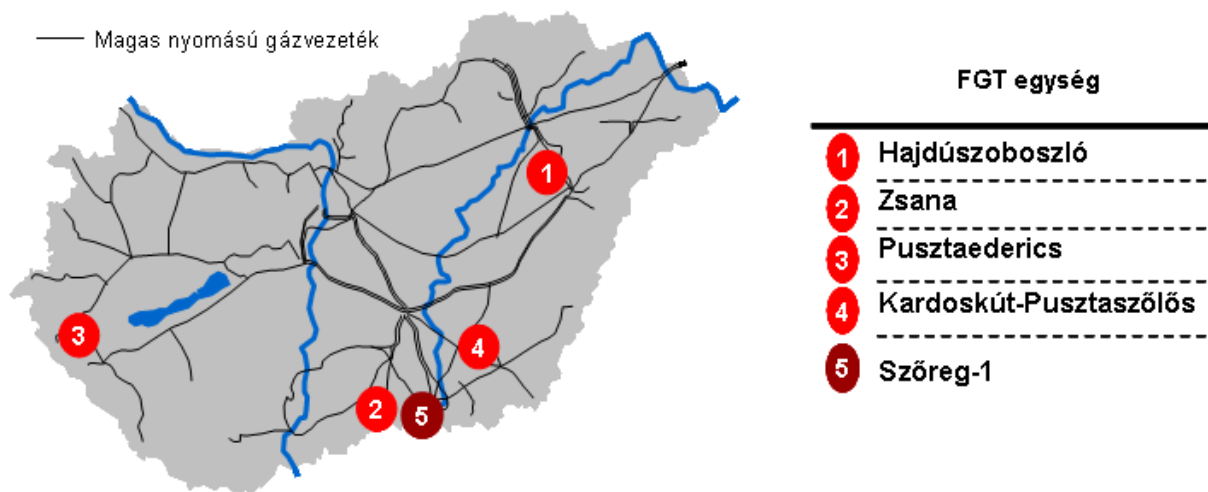 Magas nyomású gázvezeték
1
2
3
4
5
FGT egység
1 Hajdúszoboszló
2 Zsana
3 Pusztaederics
4 Kardoskút-Pusztaszőlős
5 Szőreg-1